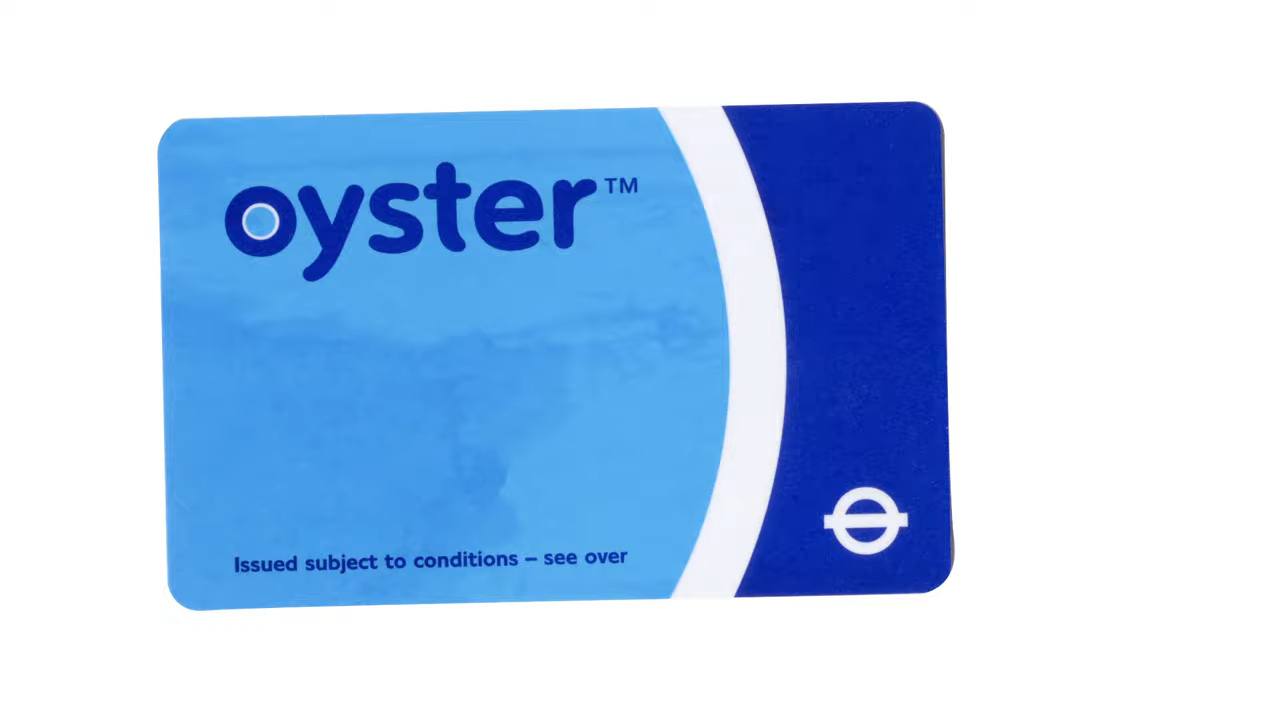 oyster™
Issued subject to conditions – see over